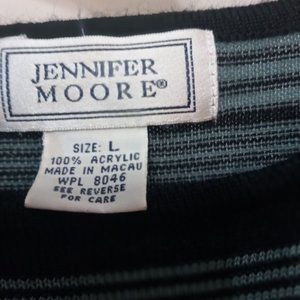 JENNIFER
MOORE®
SIZE: L
100% ACRYLIC
MADE IN MACAU
WPL 8046
SEE REVERSE
FOR CARE